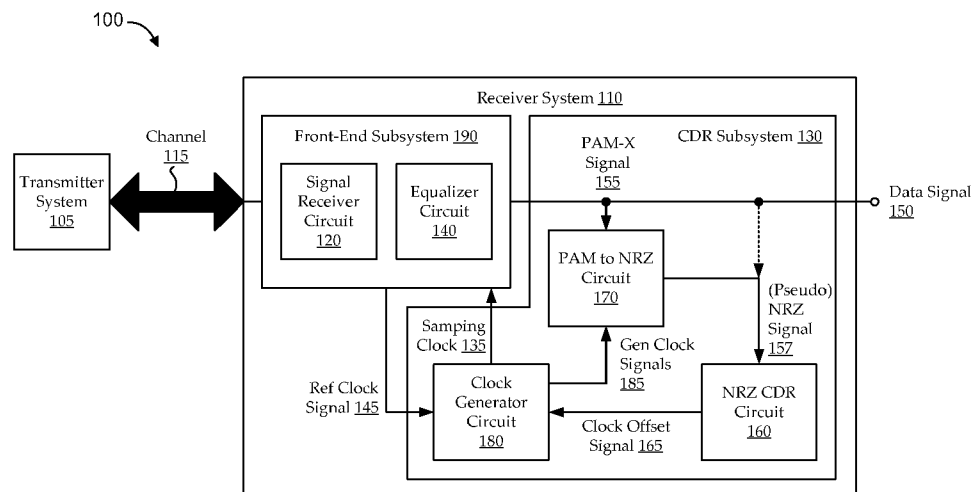 100
Receiver System 110
Channel
115
Front-End Subsystem 190
CDR Subsystem 130
PAM-X
Signal
155
Transmitter
System
105
Signal
Receiver
Circuit
120
Equalizer
Circuit
140
Data Signal
150
PAM to NRZ
Circuit
170
(Pseudo)
NRZ
Signal
157
Samping
Clock 135
Gen Clock
Signals
185
Ref Clock
Signal 145
Clock
Generator
Circuit
180
Clock Offset
Signal 165
NRZ CDR
Circuit
160